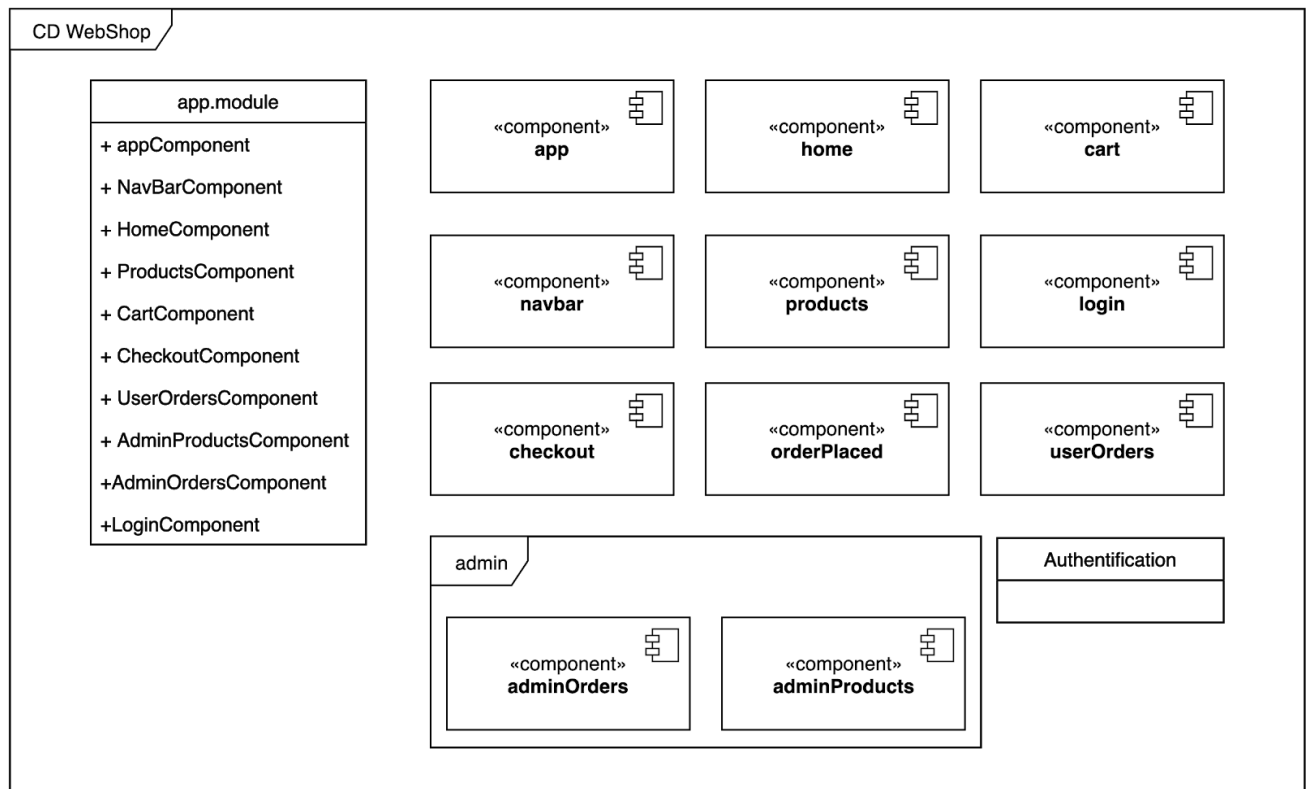 CD WebShop
app.module
+ appComponent
+ NavBarComponent
+ HomeComponent
+ ProductsComponent
+ CartComponent
+ CheckoutComponent
+ UserOrdersComponent
+ AdminProductsComponent
+AdminOrdersComponent
+LoginComponent
«component»
app
«component»
home
«component»
cart
«component»
navbar
«component»
products
«component»
login
«component»
checkout
«component»
orderPlaced
«component»
userOrders
admin
«component»
adminOrders
«component»
adminProducts
Authentification